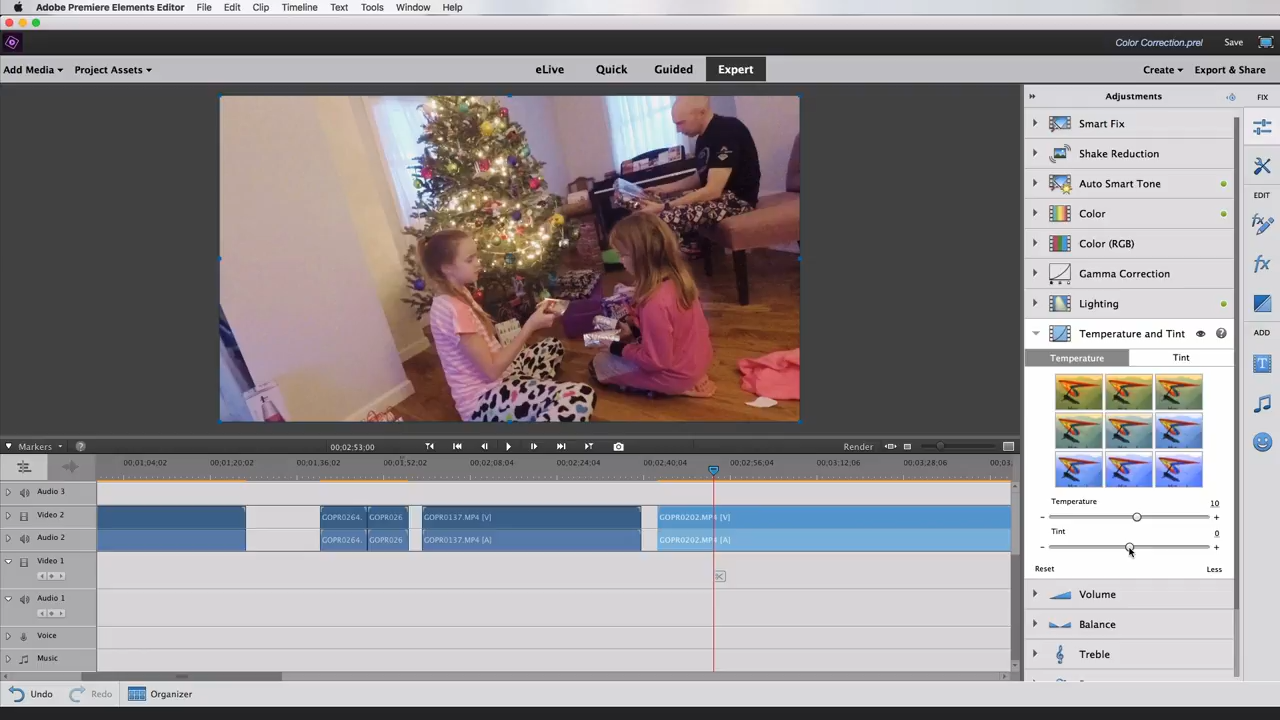 Adobe Premiere Elements Editor File Edit Clip Timeline Text Tools Window Help
Color Correction.prel Save
Add Media Project Assets eLive Quick Guided Expert Create Export & Share
Adjustments FIX
Smart Fix
Shake Reduction
Auto Smart Tone
EDIT
Color
Color (RGB)
Gamma Correction
Lighting
Temperature and Tint
ADD
Temperature Tint
Temperature
10
- +
Tint
0
- +
Reset Less
Volume
Balance
Treble
Markers 00;02;53;00 Render
00;01;04;02 00;01;20;02 00;01;36;02 00;01;52;02 00;02;08;04 00;02;24;04 00;02;40;04 00;02;56;04 00;03;12;06 00;03;28;06
Audio 3
Video 2 GOPR0264. GOPR026 GOPR0137.MP4 [V] GOPR0202.MP4 [V]
Audio 2 GOPR0264. GOPR026 GOPR0137.MP4 [A] GOPR0202.MP4 [A]
Video 1
Audio 1
Voice
Music
Undo Redo Organizer